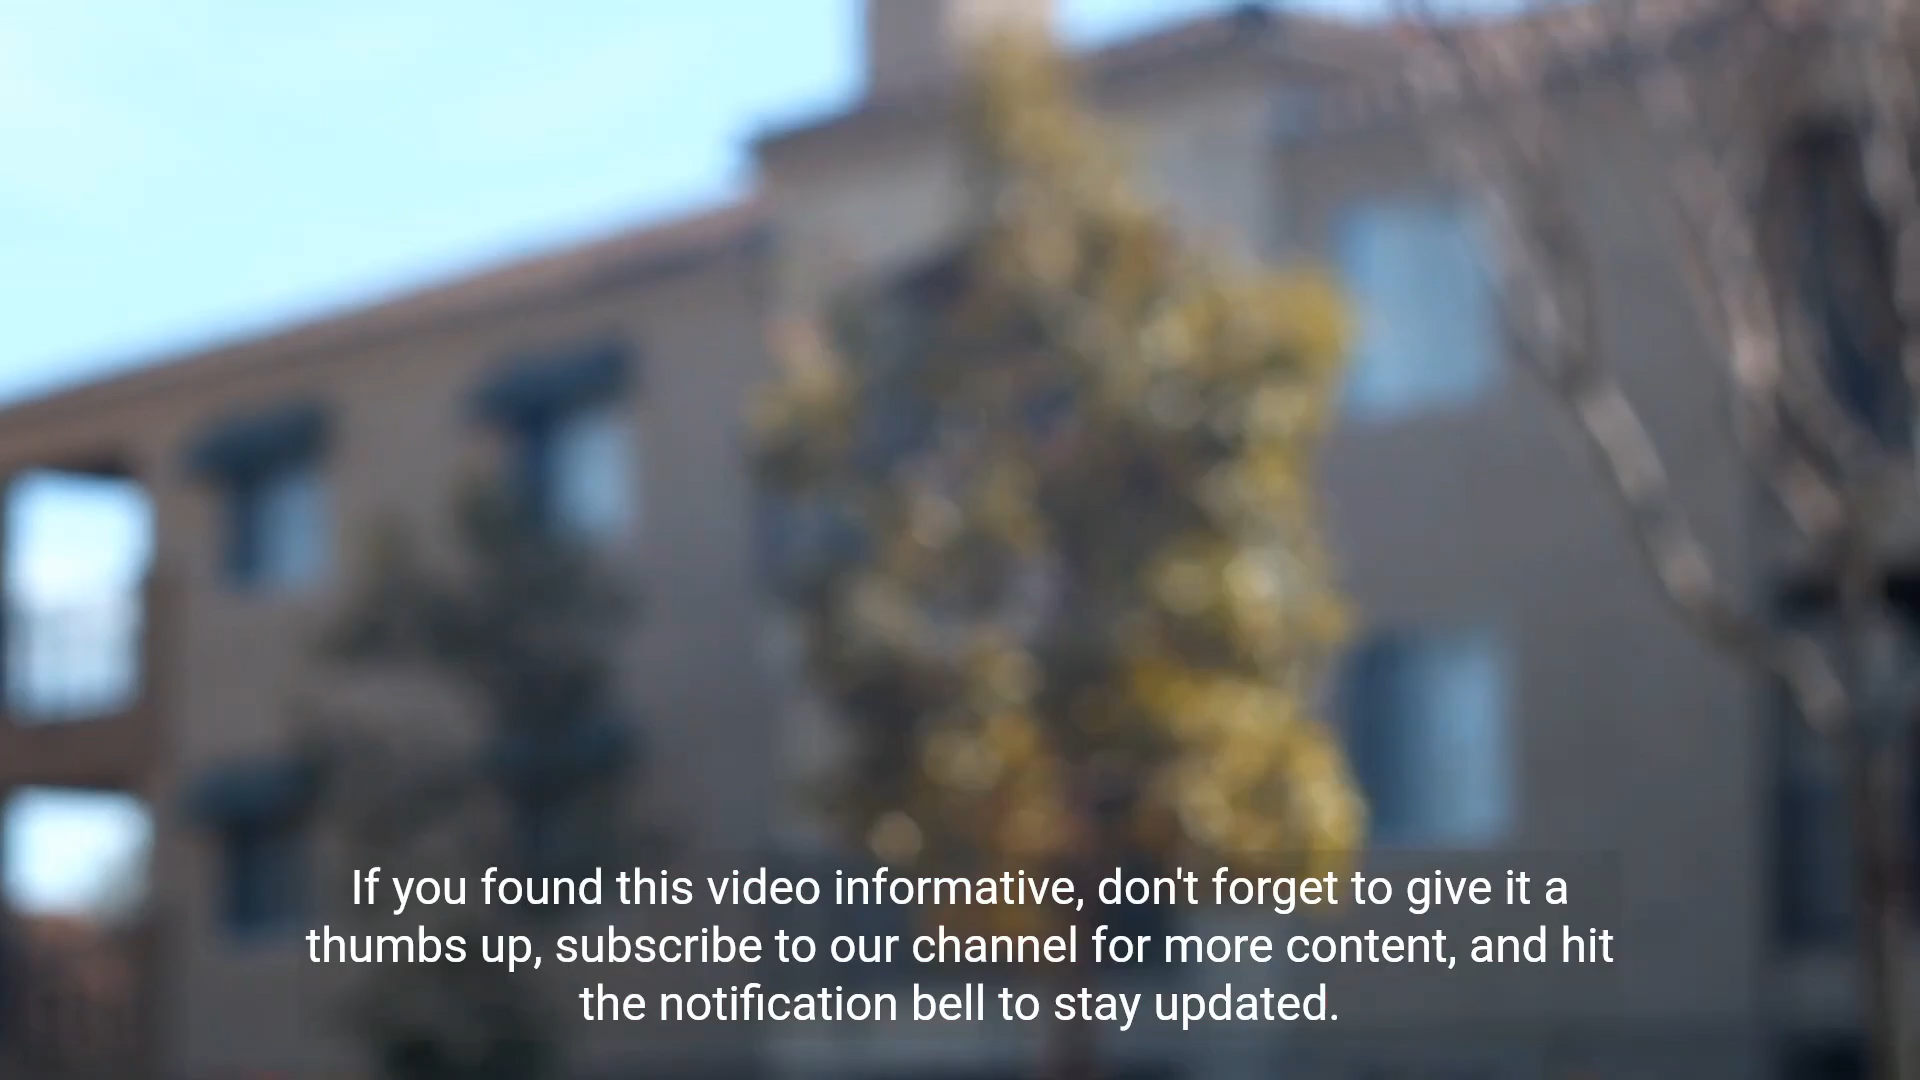 If you found this video informative, don't forget to give it a
thumbs up, subscribe to our channel for more content, and hit
the notification bell to stay updated.